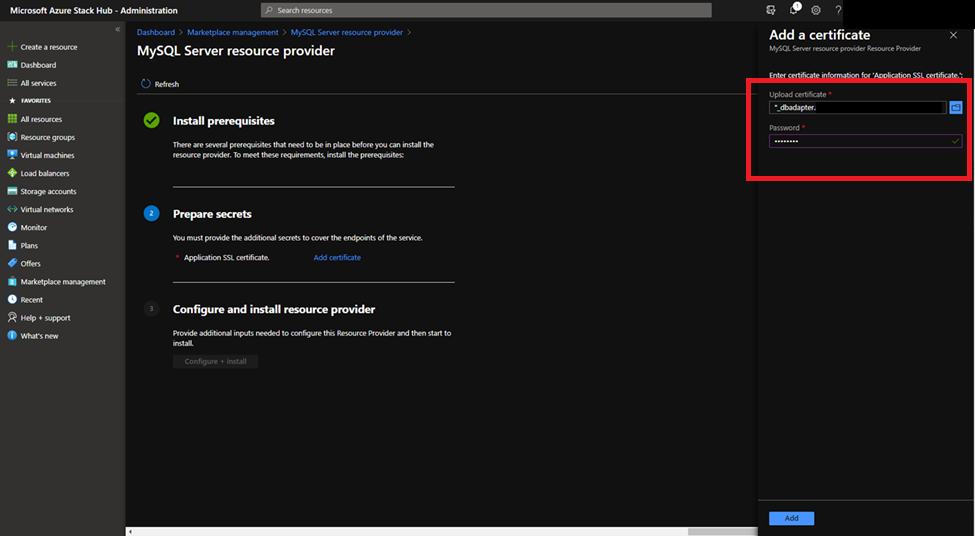 Microsoft Azure Stack Hub - Administration
Search resources
1
?
«
Create a resource
Dashboard
All services
FAVORITES
All resources
Resource groups
Virtual machines
Load balancers
Storage accounts
Virtual networks
Monitor
Plans
Offers
Marketplace management
Recent
Help + support
What's new
Dashboard > Marketplace management > MySQL Server resource provider >
MySQL Server resource provider
Refresh
Install prerequisites
There are several prerequisites that need to be in place before you can install the
resource provider. To meet these requirements, install the prerequisites:
2
Prepare secrets
You must provide the additional secrets to cover the endpoints of the service.
* Application SSL certificate.
Add certificate
3
Configure and install resource provider
Provide additional inputs needed to configure this Resource Provider and then start to
install.
Configure + install
Add a certificate
MySQL Server resource provider Resource Provider
Enter certificate information for 'Application SSL certificate.':
Upload certificate *
*_dbadapter.
Password *
••••••••
Add